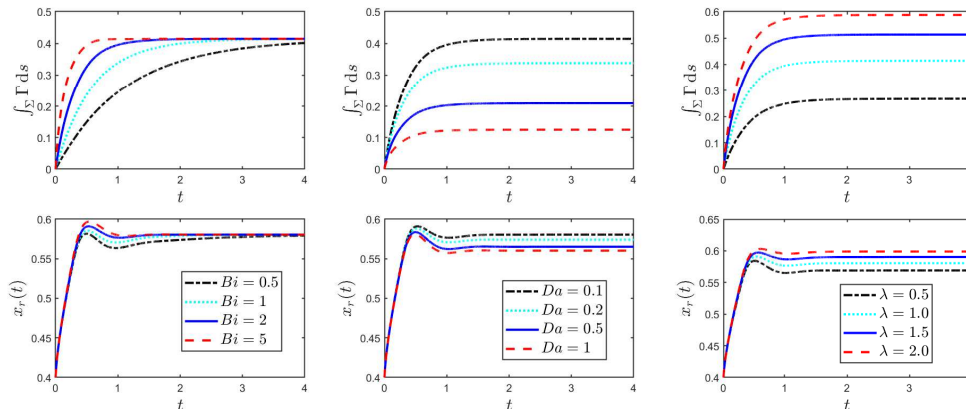 0.5
0.4
0.3
0.2
0.1
0
∫_Σ Γ ds
0 1 2 3 4
t
0.5
0.4
0.3
0.2
0.1
0
∫_Σ Γ ds
0 1 2 3 4
t
0.6
0.5
0.4
0.3
0.2
0.1
0
∫_Σ Γ ds
0 1 2 3 4
t
0.6
0.55
0.5
0.45
0.4
x_r(t)
Bi = 0.5
Bi = 1
Bi = 2
Bi = 5
0 1 2 3 4
t
0.6
0.55
0.5
0.45
0.4
x_r(t)
Da = 0.1
Da = 0.2
Da = 0.5
Da = 1
0 1 2 3 4
t
0.65
0.6
0.55
0.5
0.45
0.4
x_r(t)
λ = 0.5
λ = 1.0
λ = 1.5
λ = 2.0
0 1 2 3 4
t